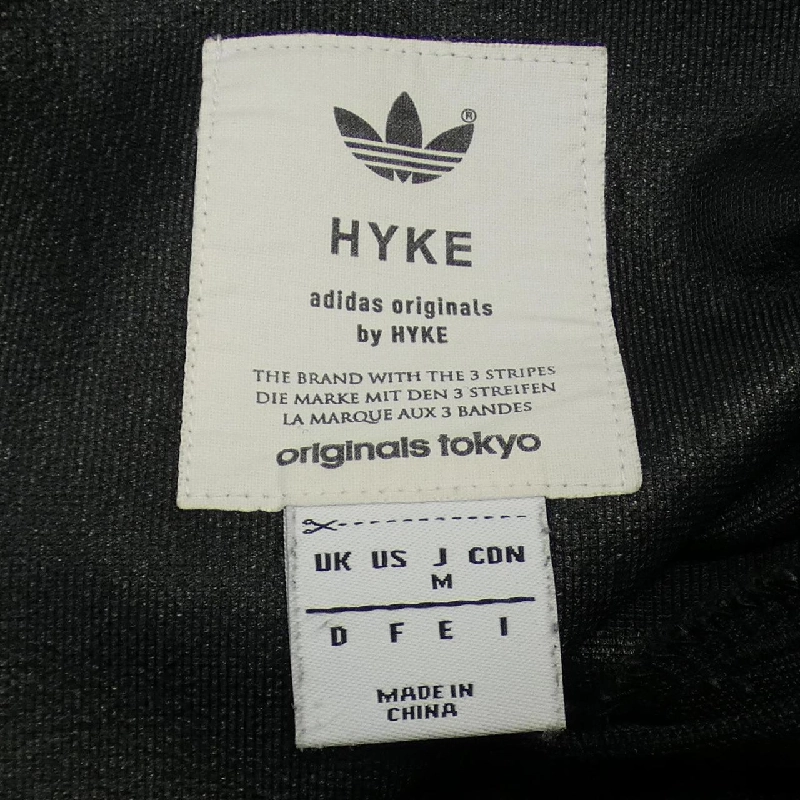 ®
HYKE
adidas originals
by HYKE
THE BRAND WITH THE 3 STRIPES
DIE MARKE MIT DEN 3 STREIFEN
LA MARQUE AUX 3 BANDES
originals tokyo
UK US J CDN
M
D F E I
MADE IN
CHINA